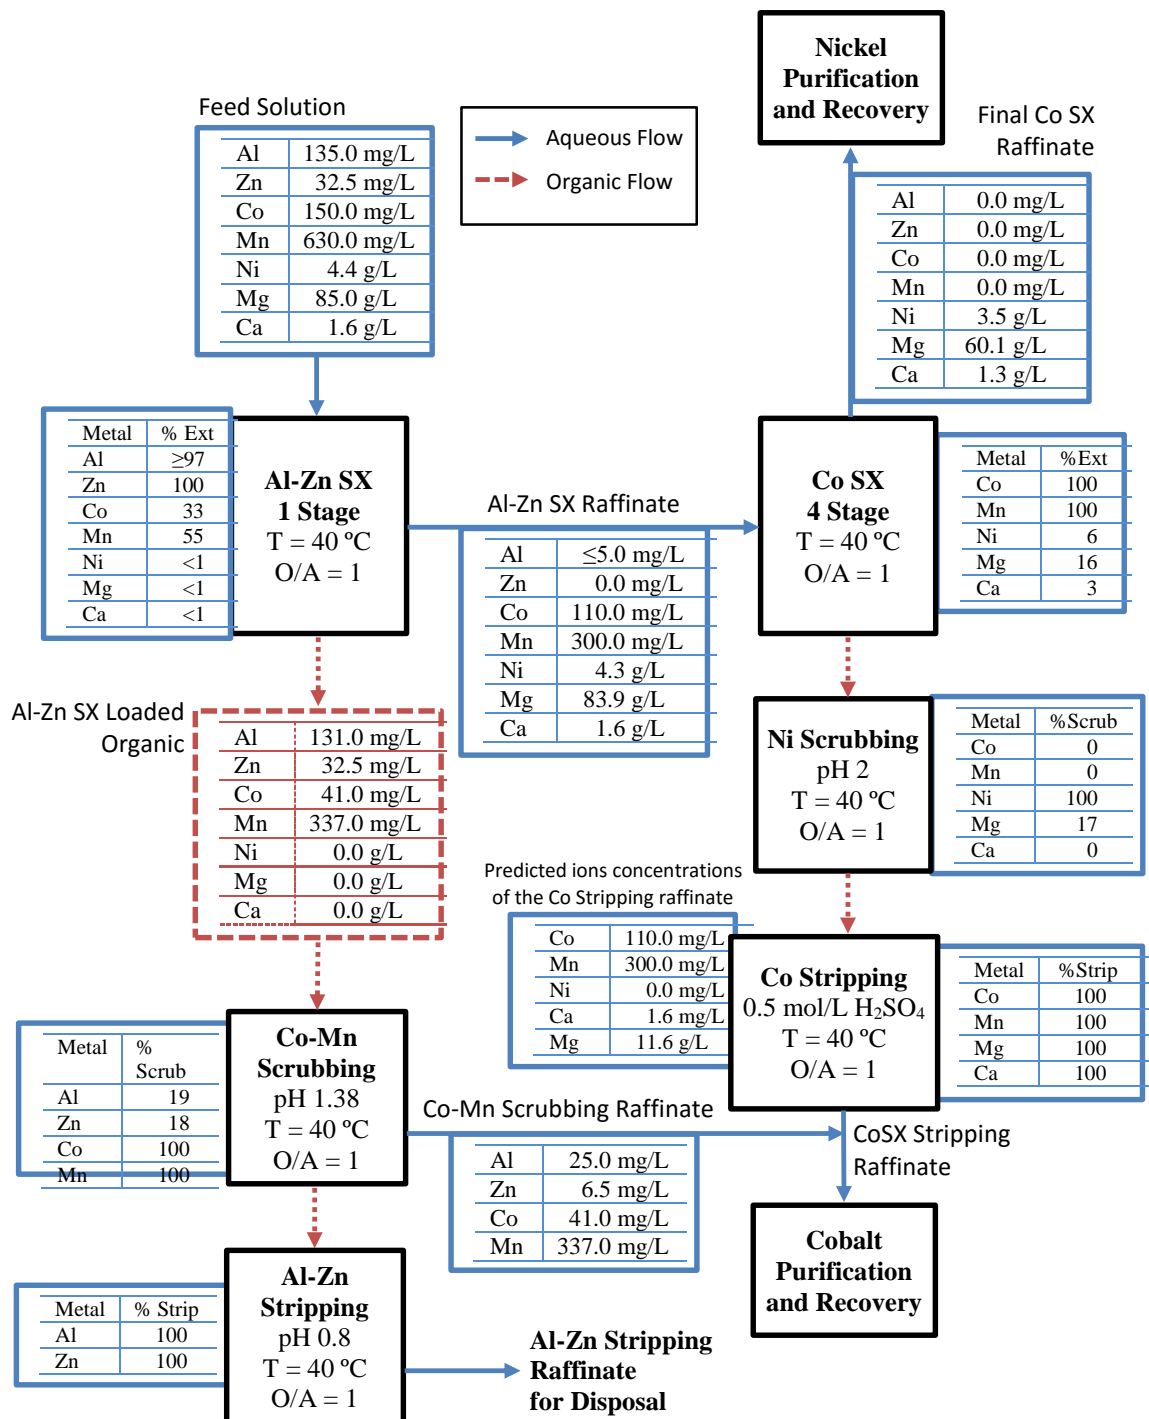 Nickel
Purification
and Recovery
Feed Solution
Al 135.0 mg/L
Zn 32.5 mg/L
Co 150.0 mg/L
Mn 630.0 mg/L
Ni 4.4 g/L
Mg 85.0 g/L
Ca 1.6 g/L
Aqueous Flow
Organic Flow
Final Co SX
Raffinate
Al 0.0 mg/L
Zn 0.0 mg/L
Co 0.0 mg/L
Mn 0.0 mg/L
Ni 3.5 g/L
Mg 60.1 g/L
Ca 1.3 g/L
Metal % Ext
Al ≥97
Zn 100
Co 33
Mn 55
Ni <1
Mg <1
Ca <1
Al-Zn SX
1 Stage
T = 40 ºC
O/A = 1
Al-Zn SX Raffinate
Al ≤5.0 mg/L
Zn 0.0 mg/L
Co 110.0 mg/L
Mn 300.0 mg/L
Ni 4.3 g/L
Mg 83.9 g/L
Ca 1.6 g/L
Co SX
4 Stage
T = 40 ºC
O/A = 1
Metal %Ext
Co 100
Mn 100
Ni 6
Mg 16
Ca 3
Al-Zn SX Loaded
Organic
Al 131.0 mg/L
Zn 32.5 mg/L
Co 41.0 mg/L
Mn 337.0 mg/L
Ni 0.0 g/L
Mg 0.0 g/L
Ca 0.0 g/L
Ni Scrubbing
pH 2
T = 40 ºC
O/A = 1
Metal %Scrub
Co 0
Mn 0
Ni 100
Mg 17
Ca 0
Predicted ions concentrations
of the Co Stripping raffinate
Co 110.0 mg/L
Mn 300.0 mg/L
Ni 0.0 mg/L
Ca 1.6 mg/L
Mg 11.6 g/L
Co Stripping
0.5 mol/L H₂SO₄
T = 40 ºC
O/A = 1
Metal %Strip
Co 100
Mn 100
Mg 100
Ca 100
Metal %
Scrub
Al 19
Zn 18
Co 100
Mn 100
Co-Mn
Scrubbing
pH 1.38
T = 40 ºC
O/A = 1
Co-Mn Scrubbing Raffinate
Al 25.0 mg/L
Zn 6.5 mg/L
Co 41.0 mg/L
Mn 337.0 mg/L
CoSX Stripping
Raffinate
Cobalt
Purification
and Recovery
Metal % Strip
Al 100
Zn 100
Al-Zn
Stripping
pH 0.8
T = 40 ºC
O/A = 1
Al-Zn Stripping
Raffinate
for Disposal